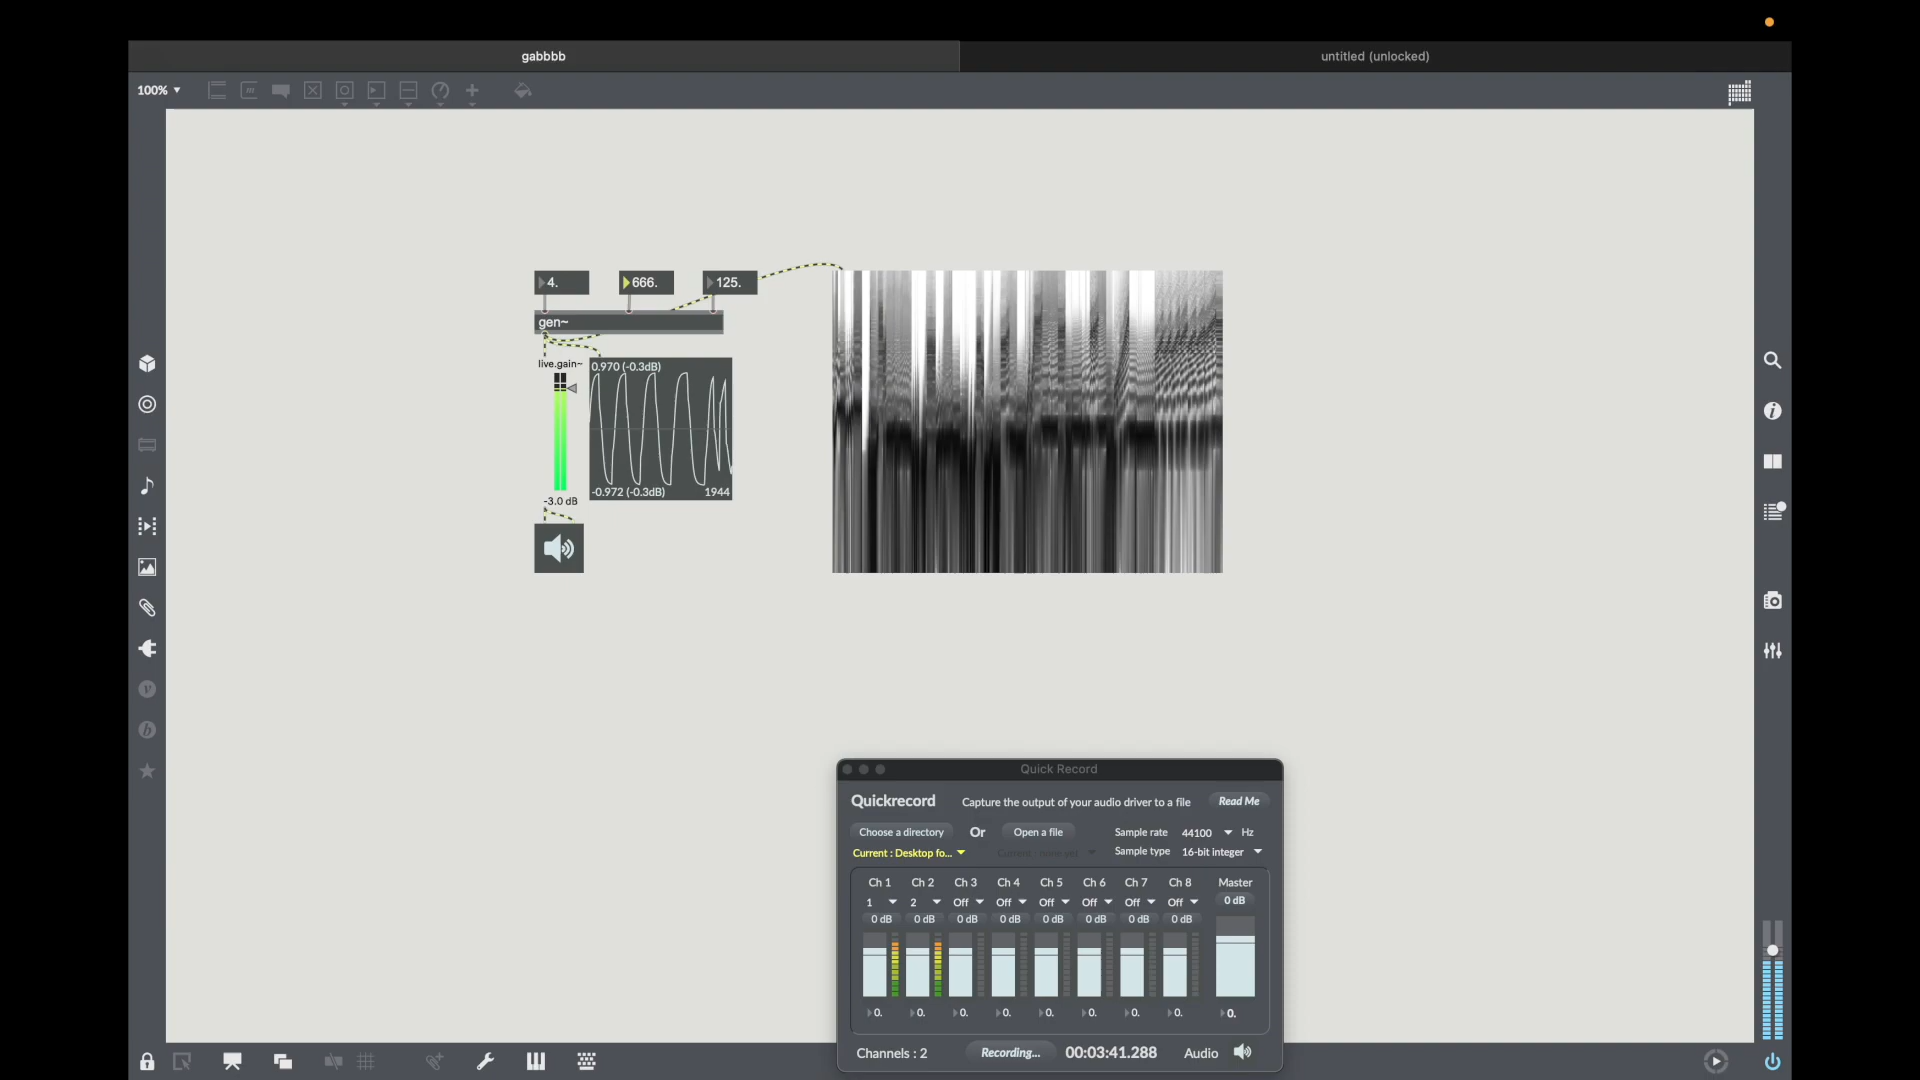 gabbbb
untitled (unlocked)
100%
4.
666.
125.
gen~
live.gain~
0.970 (-0.3dB)
-0.972 (-0.3dB)
1944
-3.0 dB
Quick Record
Quickrecord
Capture the output of your audio driver to a file
Read Me
Choose a directory
Or
Open a file
Sample rate
44100
Hz
Current : Desktop fo...
Current : none yet
Sample type
16-bit integer
Ch 1
Ch 2
Ch 3
Ch 4
Ch 5
Ch 6
Ch 7
Ch 8
Master
1
2
Off
Off
Off
Off
Off
Off
0 dB
0 dB
0 dB
0 dB
0 dB
0 dB
0 dB
0 dB
0 dB
0.
0.
0.
0.
0.
0.
0.
0.
0.
Channels : 2
Recording...
00:03:41.288
Audio